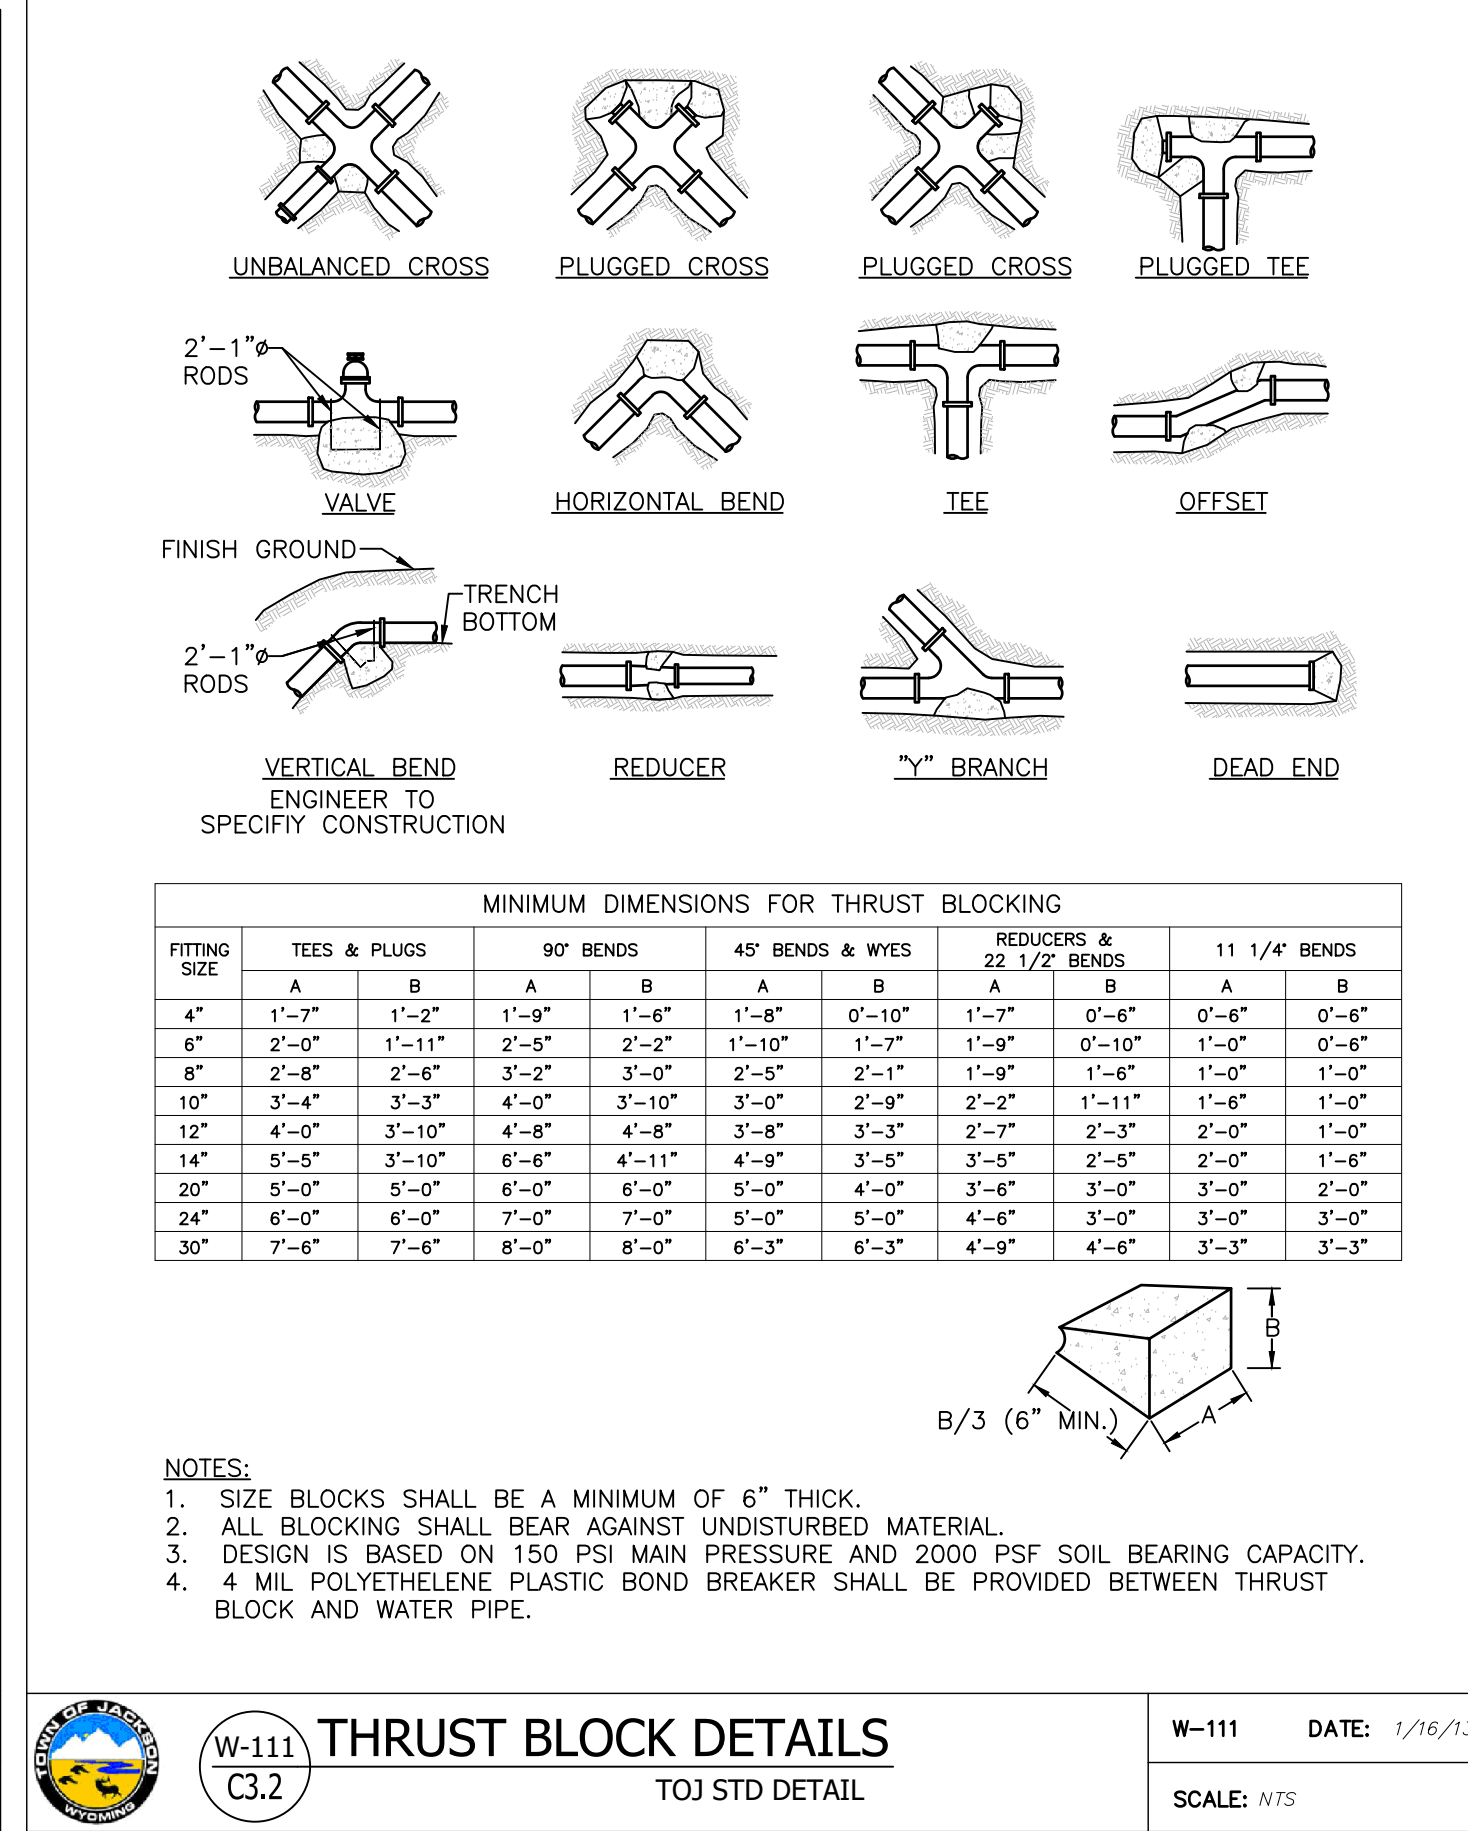 UNBALANCED CROSS
PLUGGED CROSS
PLUGGED CROSS
PLUGGED TEE
2'-1"ø
RODS
VALVE
HORIZONTAL BEND
TEE
OFFSET
FINISH GROUND
TRENCH
BOTTOM
2'-1"ø
RODS
VERTICAL BEND
ENGINEER TO
SPECIFIY CONSTRUCTION
REDUCER
"Y" BRANCH
DEAD END
MINIMUM DIMENSIONS FOR THRUST BLOCKING
FITTING SIZE TEES & PLUGS 90° BENDS 45° BENDS & WYES REDUCERS & 22 1/2° BENDS 11 1/4° BENDS
A B A B A B A B A B
4" 1'-7" 1'-2" 1'-9" 1'-6" 1'-8" 0'-10" 1'-7" 0'-6" 0'-6" 0'-6"
6" 2'-0" 1'-11" 2'-5" 2'-2" 1'-10" 1'-7" 1'-9" 0'-10" 1'-0" 0'-6"
8" 2'-8" 2'-6" 3'-2" 3'-0" 2'-5" 2'-1" 1'-9" 1'-6" 1'-0" 1'-0"
10" 3'-4" 3'-3" 4'-0" 3'-10" 3'-0" 2'-9" 2'-2" 1'-11" 1'-6" 1'-0"
12" 4'-0" 3'-10" 4'-8" 4'-8" 3'-8" 3'-3" 2'-7" 2'-3" 2'-0" 1'-0"
14" 5'-5" 3'-10" 6'-6" 4'-11" 4'-9" 3'-5" 3'-5" 2'-5" 2'-0" 1'-6"
20" 5'-0" 5'-0" 6'-0" 6'-0" 5'-0" 4'-0" 3'-6" 3'-0" 3'-0" 2'-0"
24" 6'-0" 6'-0" 7'-0" 7'-0" 5'-0" 5'-0" 4'-6" 3'-0" 3'-0" 3'-0"
30" 7'-6" 7'-6" 8'-0" 8'-0" 6'-3" 6'-3" 4'-9" 4'-6" 3'-3" 3'-3"
B
B/3 (6" MIN.)
A
NOTES:
1. SIZE BLOCKS SHALL BE A MINIMUM OF 6" THICK.
2. ALL BLOCKING SHALL BEAR AGAINST UNDISTURBED MATERIAL.
3. DESIGN IS BASED ON 150 PSI MAIN PRESSURE AND 2000 PSF SOIL BEARING CAPACITY.
4. 4 MIL POLYETHELENE PLASTIC BOND BREAKER SHALL BE PROVIDED BETWEEN THRUST
BLOCK AND WATER PIPE.
TOWN OF JACKSON
WYOMING
W-111
C3.2
THRUST BLOCK DETAILS
TOJ STD DETAIL
W-111 DATE: 1/16/13
SCALE: NTS